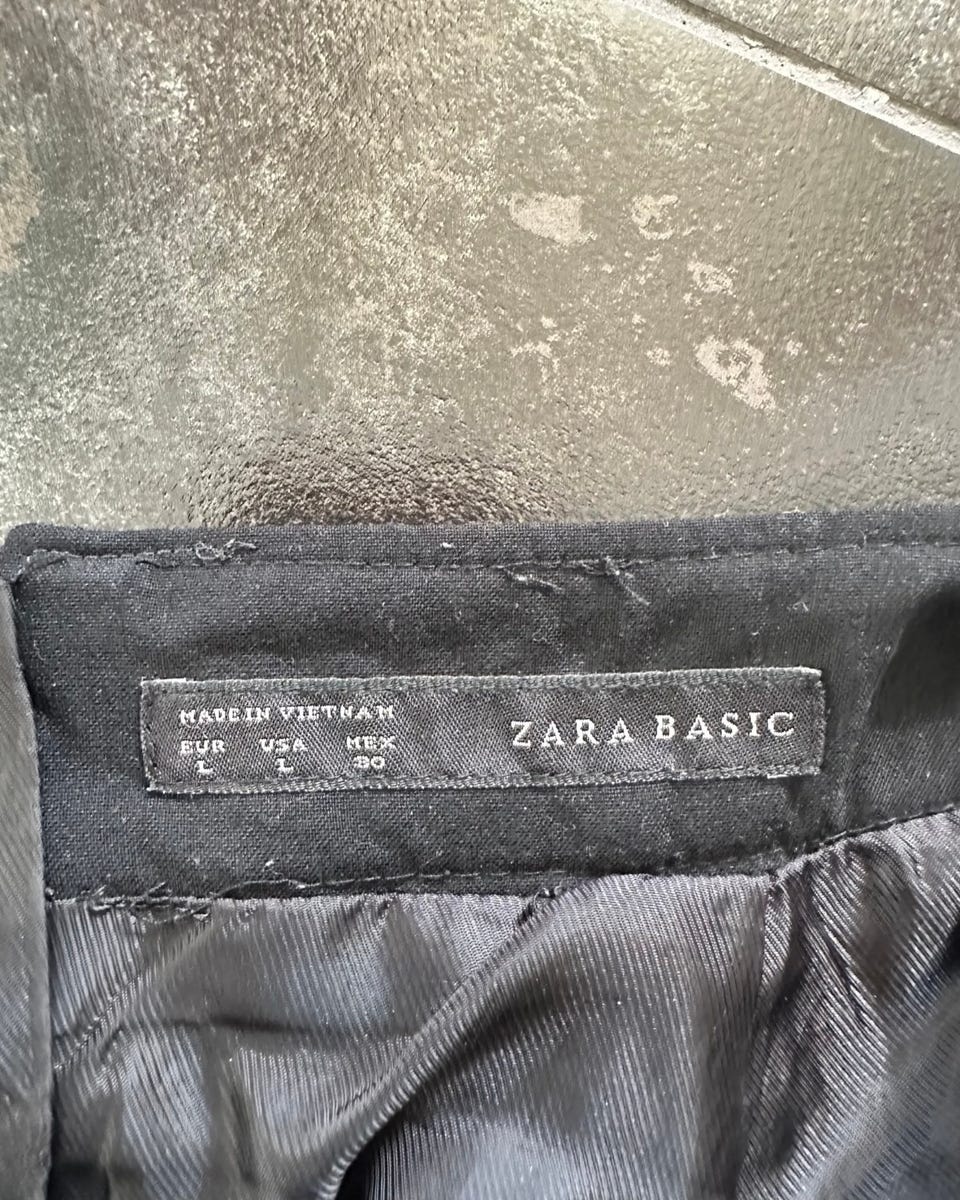 MADE IN VIETNAM
EUR USA MEX
L L 30
ZARA BASIC